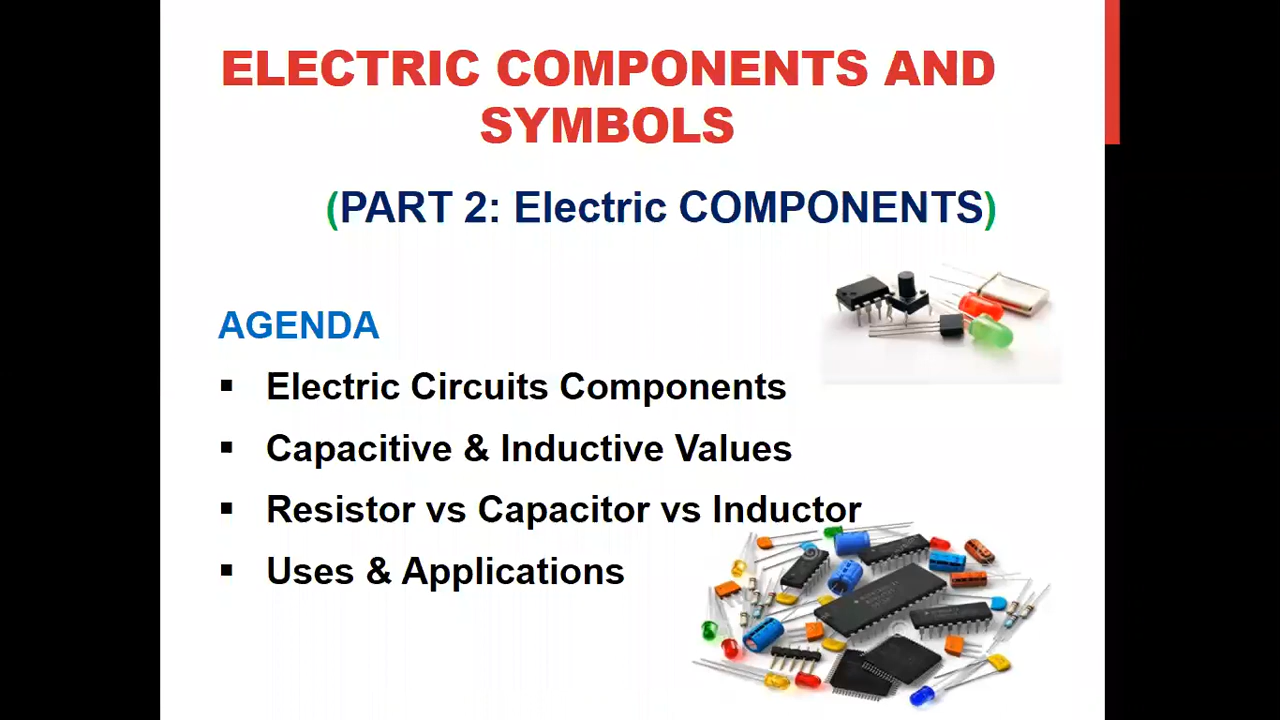 ELECTRIC COMPONENTS AND
SYMBOLS
(PART 2: Electric COMPONENTS)
AGENDA
▪ Electric Circuits Components
▪ Capacitive & Inductive Values
▪ Resistor vs Capacitor vs Inductor
▪ Uses & Applications